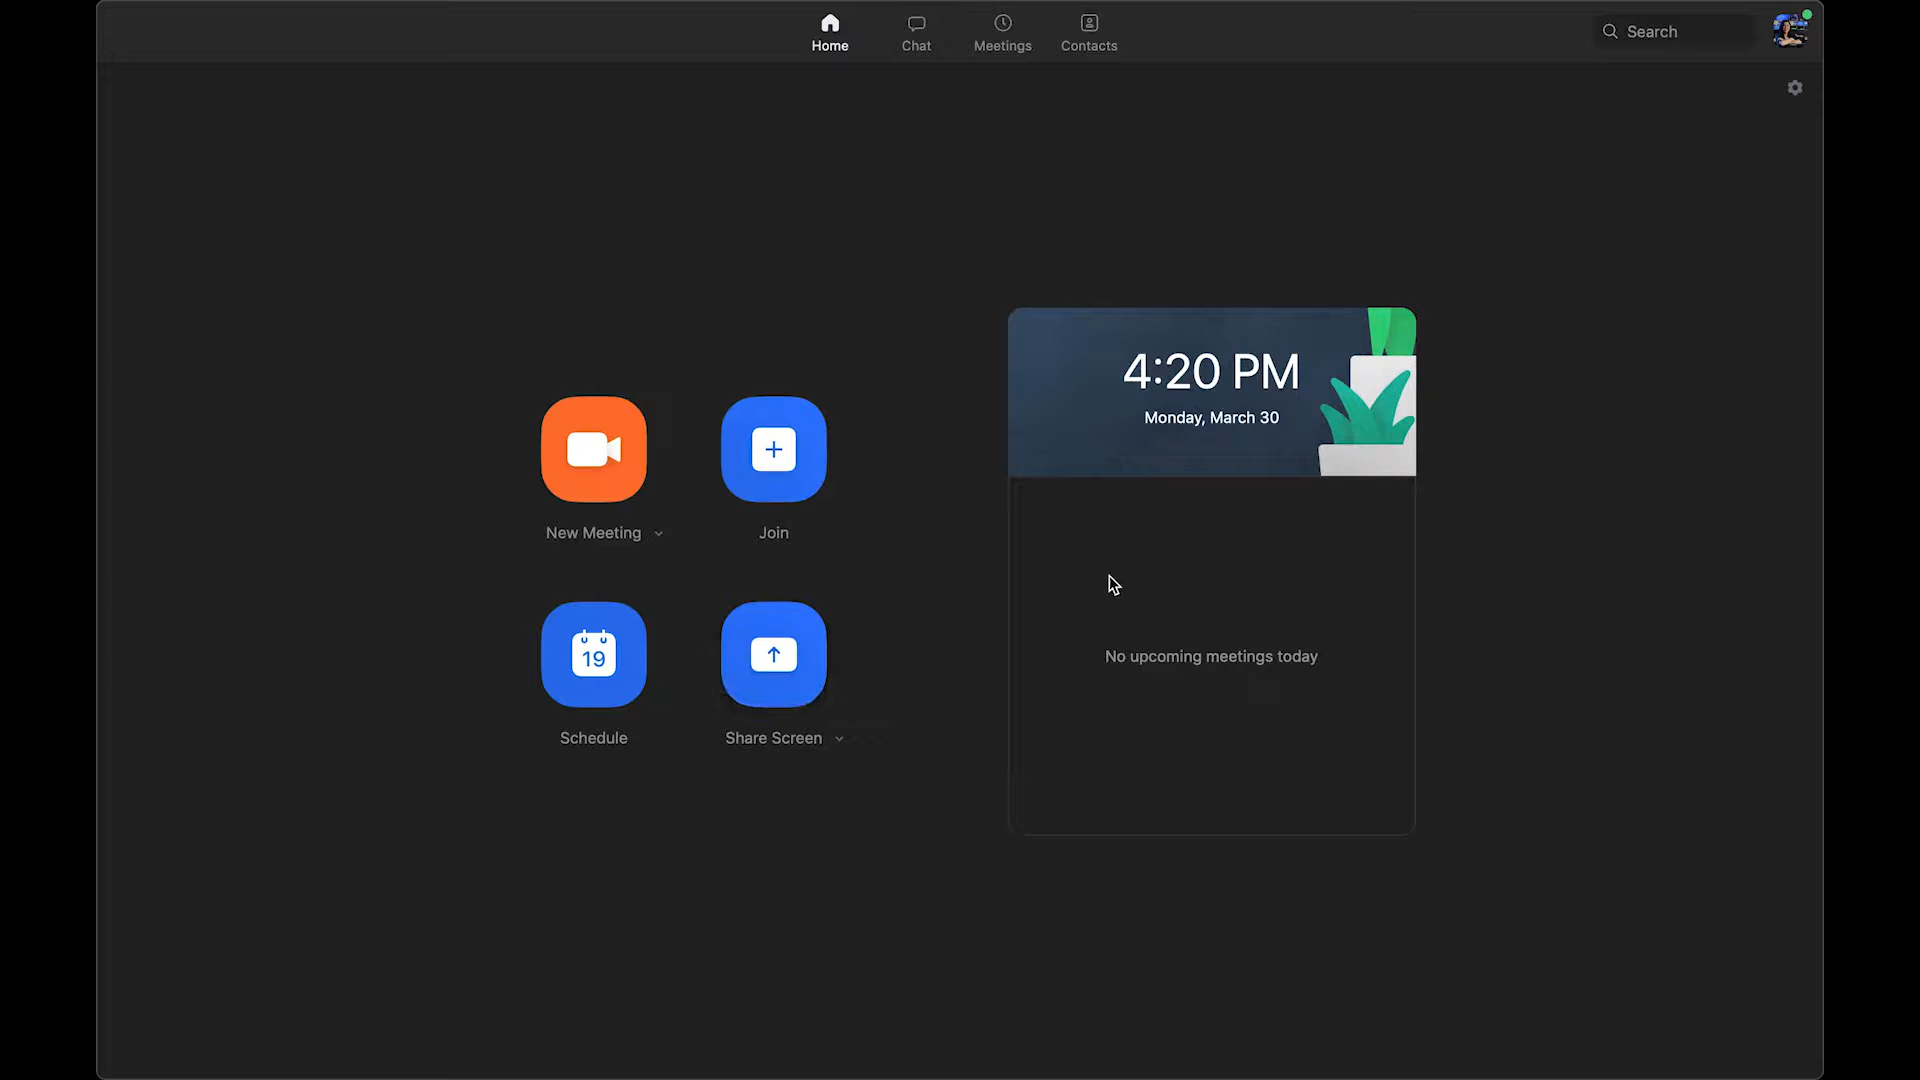 Home
Chat
Meetings
Contacts
Search
4:20 PM
Monday, March 30
New Meeting
Join
19
Schedule
Share Screen
No upcoming meetings today